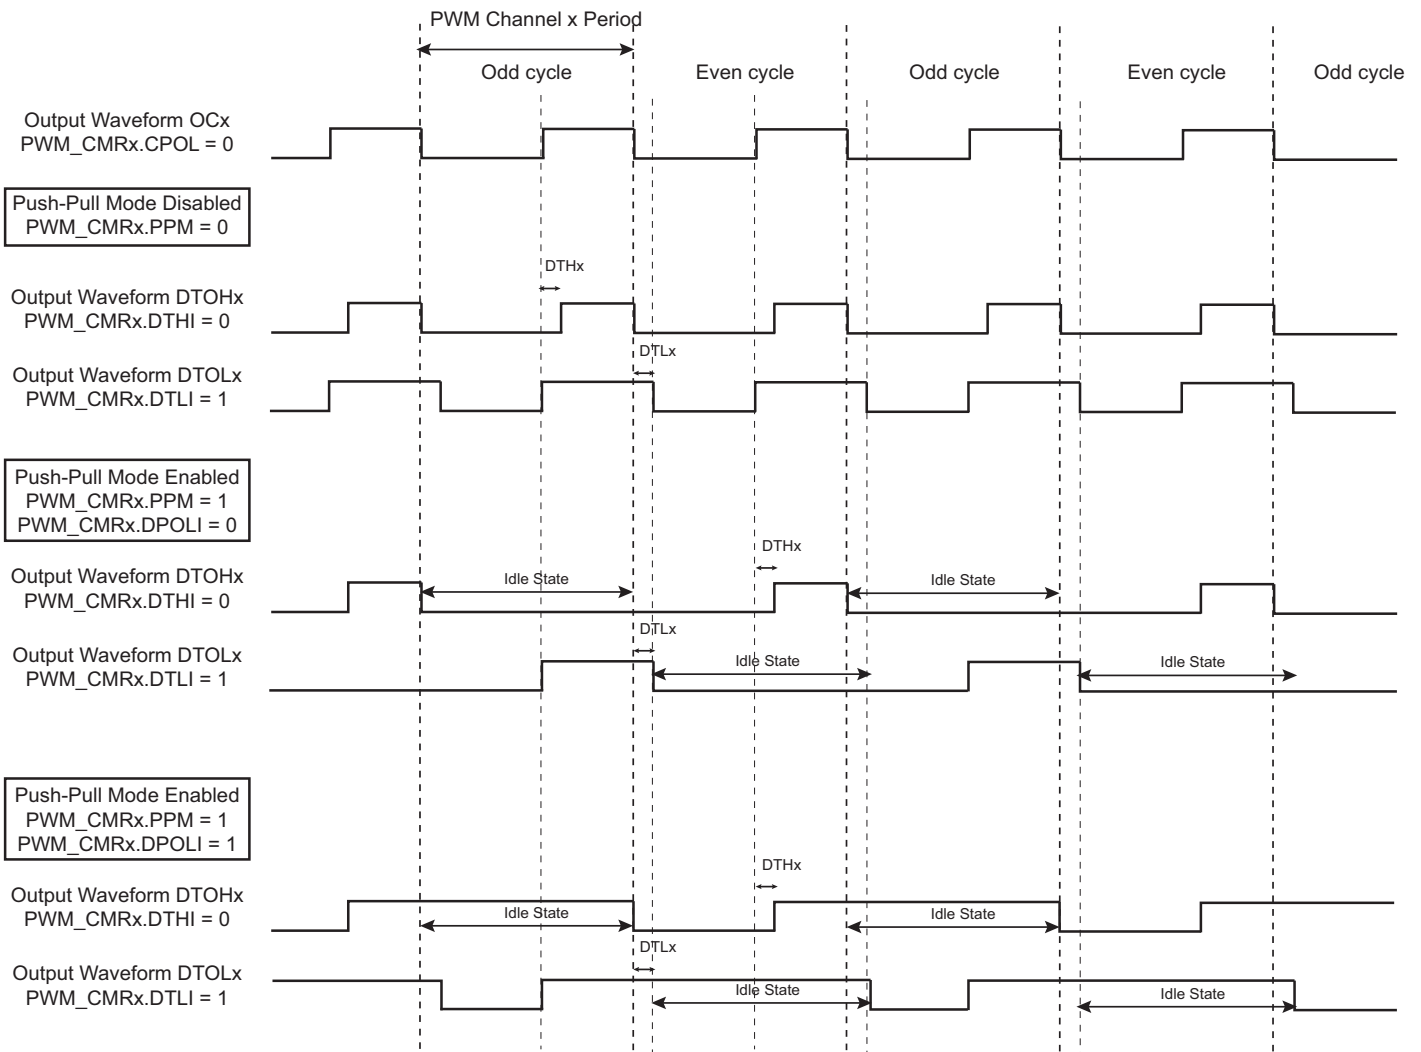 PWM Channel x Period
Odd cycle
Even cycle
Odd cycle
Even cycle
Odd cycle
Output Waveform OCx
PWM_CMRx.CPOL = 0
Push-Pull Mode Disabled
PWM_CMRx.PPM = 0
DTHx
Output Waveform DTOHx
PWM_CMRx.DTHI = 0
DTLx
Output Waveform DTOLx
PWM_CMRx.DTLI = 1
Push-Pull Mode Enabled
PWM_CMRx.PPM = 1
PWM_CMRx.DPOLI = 0
DTHx
Output Waveform DTOHx
PWM_CMRx.DTHI = 0
Idle State
Idle State
DTLx
Output Waveform DTOLx
PWM_CMRx.DTLI = 1
Idle State
Idle State
Push-Pull Mode Enabled
PWM_CMRx.PPM = 1
PWM_CMRx.DPOLI = 1
DTHx
Output Waveform DTOHx
PWM_CMRx.DTHI = 0
Idle State
Idle State
DTLx
Output Waveform DTOLx
PWM_CMRx.DTLI = 1
Idle State
Idle State